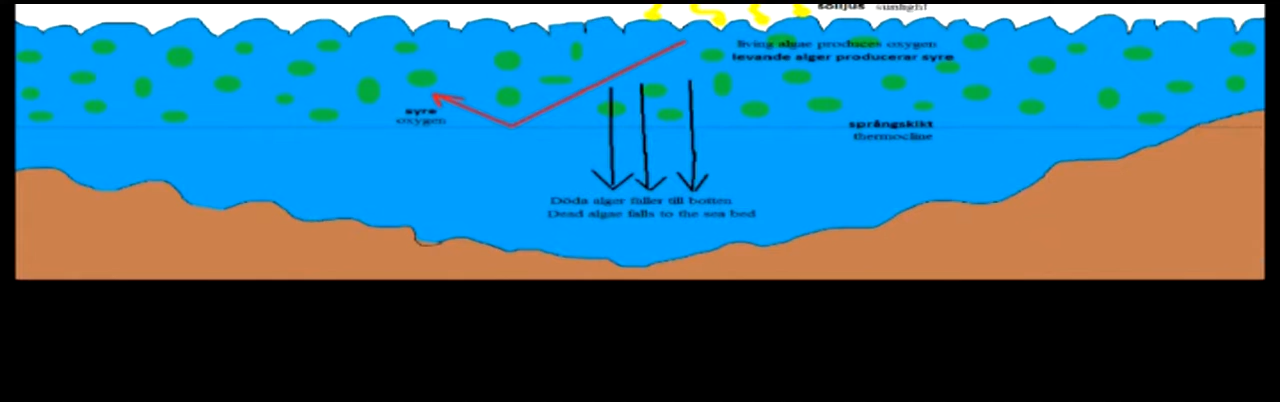 solljus sunlight
living algae produces oxygen
levande alger producerar syre
syre
oxygen
språngskikt
thermocline
Döda alger faller till botten
Dead algae falls to the sea bed